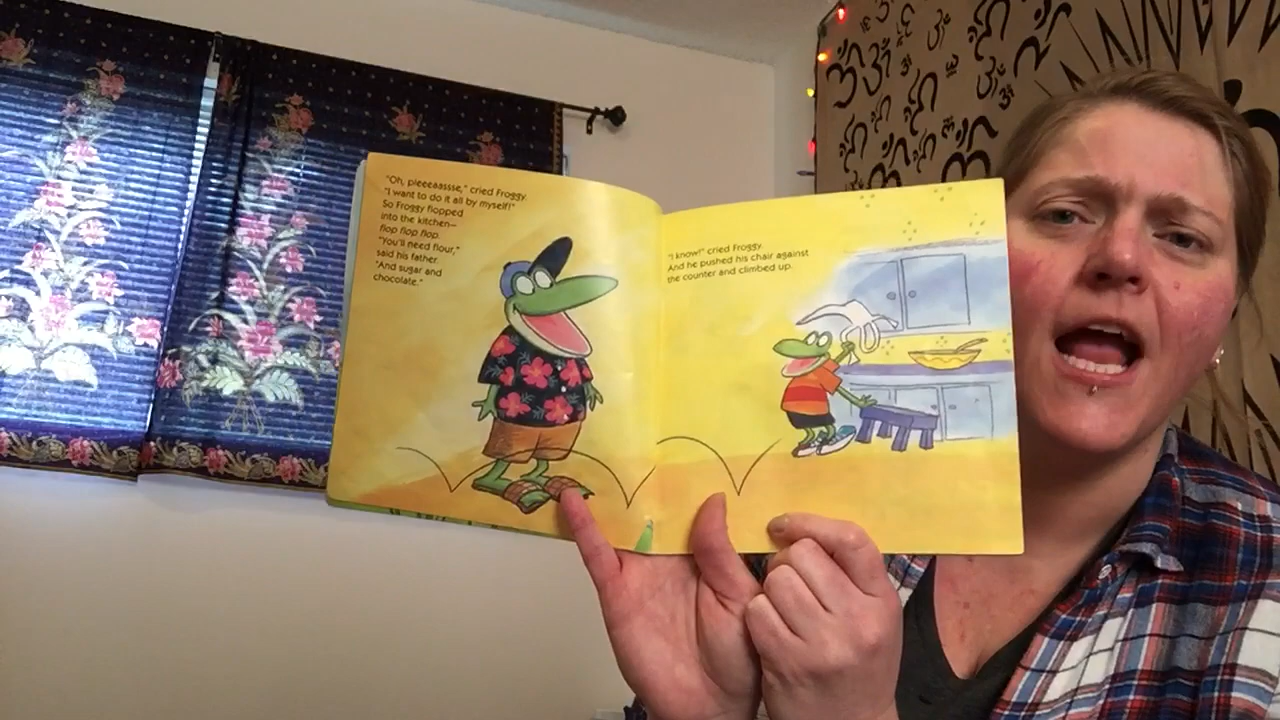 "Oh, pleeeaassse," cried Froggy.
"I want to do it all by myself!"
So Froggy flopped
into the kitchen—
flop flop flop.
"You'll need flour,"
said his father.
"And sugar and
chocolate."
"I know!" cried Froggy.
And he pushed his chair against
the counter and climbed up.